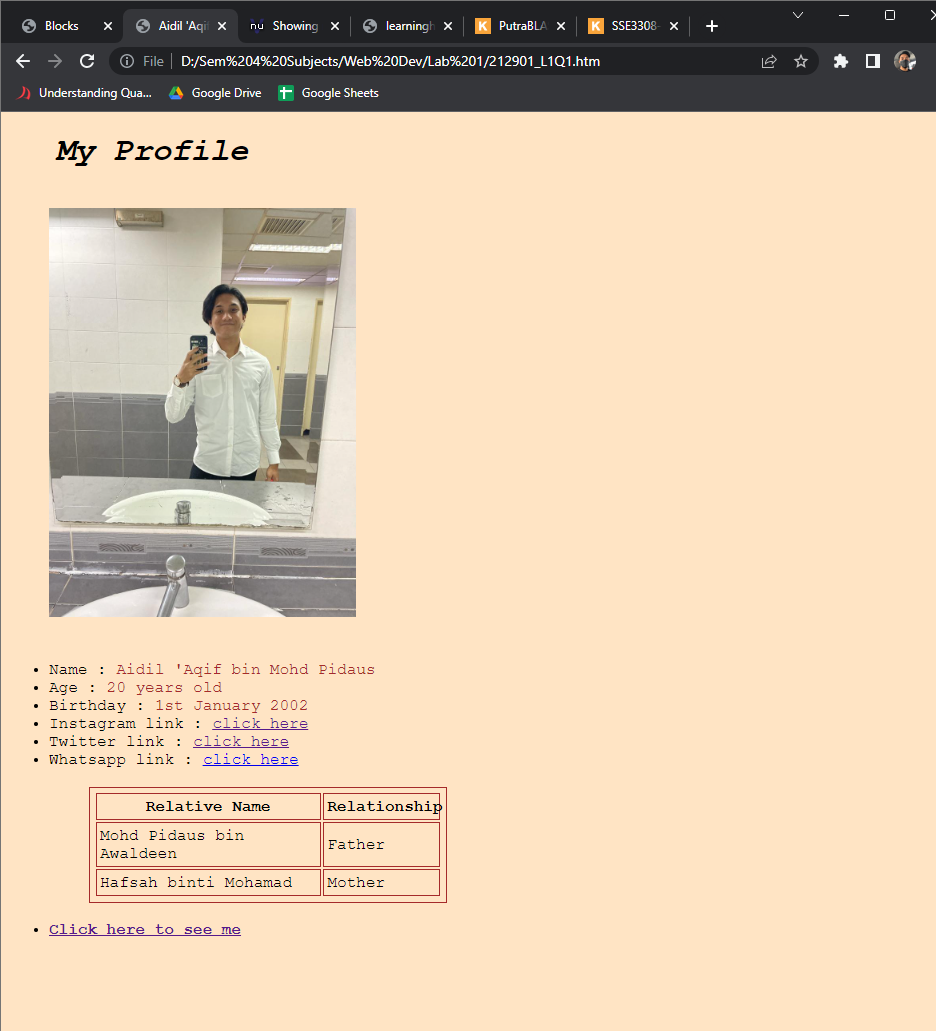 Blocks
Aidil 'Aqi
Showing
learningh
PutraBLA
SSE3308-
File
D:/Sem%204%20Subjects/Web%20Dev/Lab%201/212901_L1Q1.htm
Understanding Qua...
Google Drive
Google Sheets
My Profile
Name : Aidil 'Aqif bin Mohd Pidaus
Age : 20 years old
Birthday : 1st January 2002
Instagram link : click here
Twitter link : click here
Whatsapp link : click here
Relative Name Relationship
Mohd Pidaus bin
Awaldeen
Father
Hafsah binti Mohamad Mother
Click here to see me